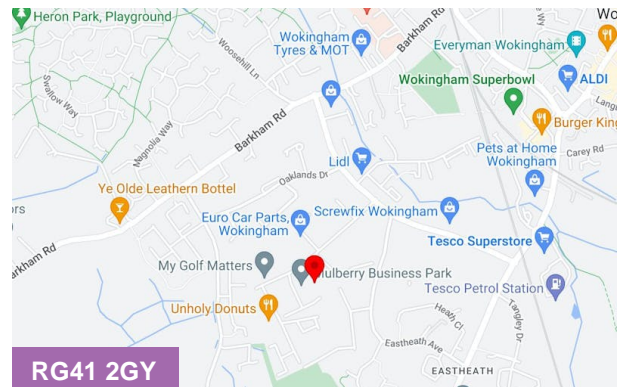 Heron Park, Playground
Wokingham
Tyres & MOT
Barkham Rd
Everyman Wokingham
Woosehill Ln
Wokingham Superbowl
ALDI
Swallow Way
Magnolia Way
Barkham Rd
Burger King
Carey Rd
Lidl
Pets at Home
Wokingham
Oaklands Dr
Ye Olde Leathern Bottel
Euro Car Parts,
Wokingham
Screwfix Wokingham
Tesco Superstore
arkham Rd
My Golf Matters
Mulberry Business Park
Tesco Petrol Station
Unholy Donuts
Heath Cl
Tangley Dr
Eastheath Ave
EASTHEATH
RG41 2GY